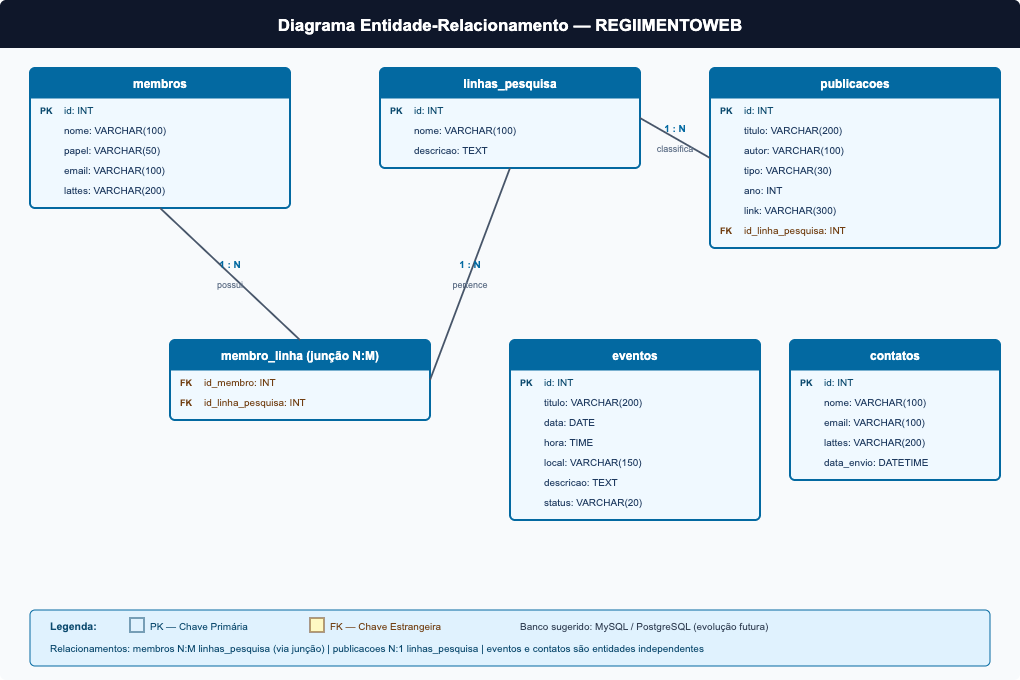 Diagrama Entidade-Relacionamento — REGIIMENTOWEB
membros
PK id: INT
nome: VARCHAR(100)
papel: VARCHAR(50)
email: VARCHAR(100)
lattes: VARCHAR(200)
linhas_pesquisa
PK id: INT
nome: VARCHAR(100)
descricao: TEXT
1 : N
classifica
publicacoes
PK id: INT
titulo: VARCHAR(200)
autor: VARCHAR(100)
tipo: VARCHAR(30)
ano: INT
link: VARCHAR(300)
FK id_linha_pesquisa: INT
1 : N
possui
1 : N
pertence
membro_linha (junção N:M)
FK id_membro: INT
FK id_linha_pesquisa: INT
eventos
PK id: INT
titulo: VARCHAR(200)
data: DATE
hora: TIME
local: VARCHAR(150)
descricao: TEXT
status: VARCHAR(20)
contatos
PK id: INT
nome: VARCHAR(100)
email: VARCHAR(100)
lattes: VARCHAR(200)
data_envio: DATETIME
Legenda: PK — Chave Primária FK — Chave Estrangeira Banco sugerido: MySQL / PostgreSQL (evolução futura)
Relacionamentos: membros N:M linhas_pesquisa (via junção) | publicacoes N:1 linhas_pesquisa | eventos e contatos são entidades independentes